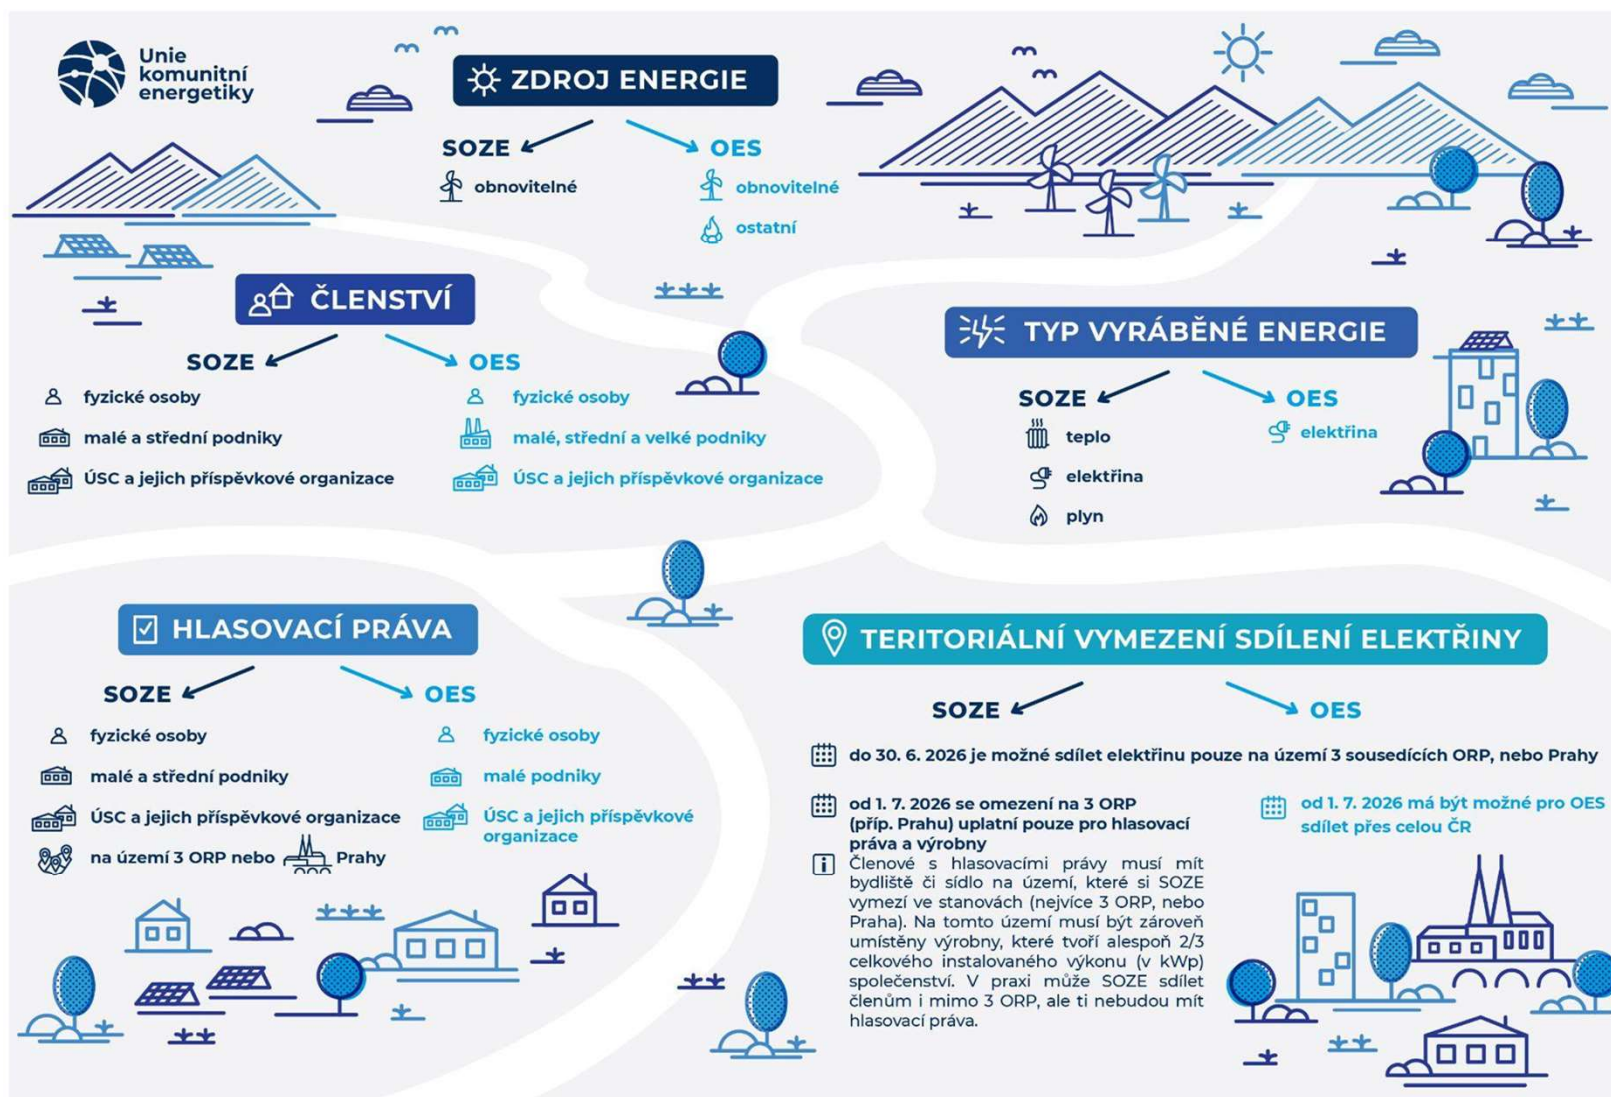 Unie
komunitní
energetiky
ZDROJ ENERGIE
SOZE
obnovitelné
OES
obnovitelné
ostatní
ČLENSTVÍ
SOZE
fyzické osoby
malé a střední podniky
ÚSC a jejich příspěvkové organizace
OES
fyzické osoby
malé, střední a velké podniky
ÚSC a jejich příspěvkové organizace
TYP VYRÁBĚNÉ ENERGIE
SOZE
teplo
elektřina
plyn
OES
elektřina
HLASOVACÍ PRÁVA
SOZE
fyzické osoby
malé a střední podniky
ÚSC a jejich příspěvkové organizace
na území 3 ORP nebo Prahy
OES
fyzické osoby
malé podniky
ÚSC a jejich příspěvkové
organizace
TERITORIÁLNÍ VYMEZENÍ SDÍLENÍ ELEKTŘINY
SOZE
OES
do 30. 6. 2026 je možné sdílet elektřinu pouze na území 3 sousedících ORP, nebo Prahy
od 1. 7. 2026 se omezení na 3 ORP
(příp. Prahu) uplatní pouze pro hlasovací
práva a výrobny
Členové s hlasovacími právy musí mít
bydliště či sídlo na území, které si SOZE
vymezí ve stanovách (nejvíce 3 ORP, nebo
Praha). Na tomto území musí být zároveň
umístěny výrobny, které tvoří alespoň 2/3
celkového instalovaného výkonu (v kWp)
společenství. V praxi může SOZE sdílet
členům i mimo 3 ORP, ale ti nebudou mít
hlasovací práva.
od 1. 7. 2026 má být možné pro OES
sdílet přes celou ČR